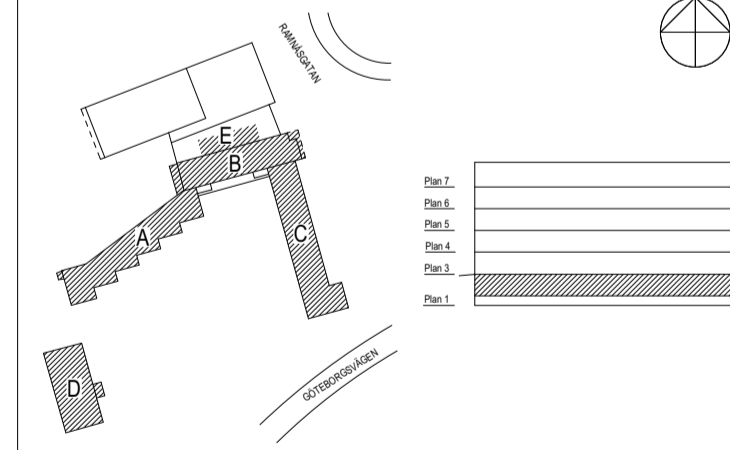 RAMNÅSGATAN
E
B
A
C
D
GÖTEBORGSVÄGEN
Plan 7
Plan 6
Plan 5
Plan 4
Plan 3
Plan 1